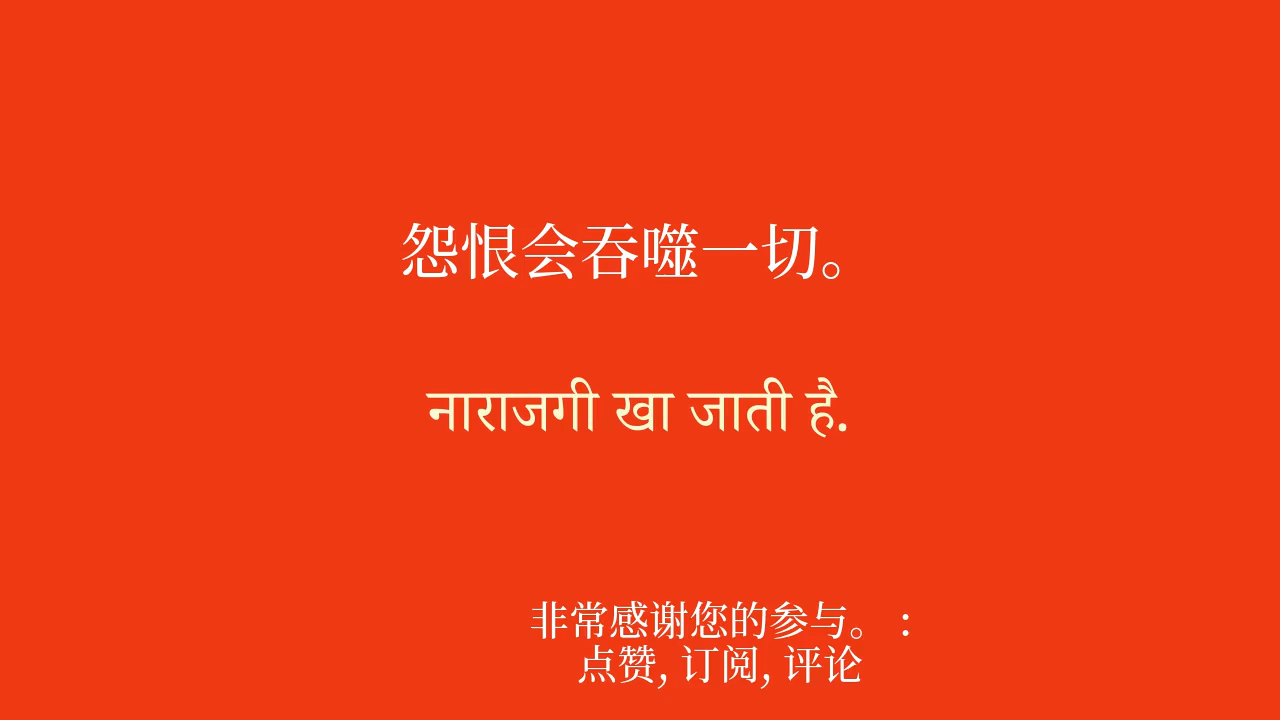 怨恨会吞噬一切。
नाराजगी खा जाती है.
非常感谢您的参与。 :
点赞, 订阅, 评论